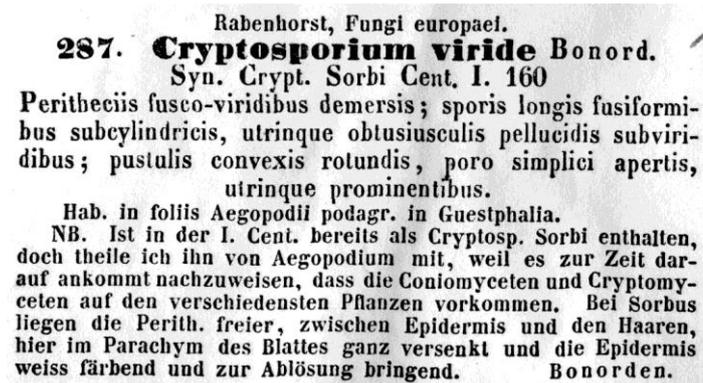 Rabenhorst, Fungi europaei.
287. Cryptosporium viride Bonord.
Syn. Crypt. Sorbi Cent. I. 160
Peritheciis fusco-viridibus demersis; sporis longis fusiformi-
bus subcylindricis, utrinque obtusiusculis pellucidis subviri-
dibus; pustulis convexis rotundis, poro simplici apertis,
utrinque prominentibus.
Hab. in foliis Aegopodii podagr. in Guestphalia.
NB. Ist in der I. Cent. bereits als Cryptosp. Sorbi enthalten,
doch theile ich ihn von Aegopodium mit, weil es zur Zeit dar-
auf ankommt nachzuweisen, dass die Coniomyceten und Cryptomy-
ceten auf den verschiedensten Pflanzen vorkommen. Bei Sorbus
liegen die Perith. freier, zwischen Epidermis und den Haaren,
hier im Parachym des Blattes ganz versenkt und die Epidermis
weiss färbend und zur Ablösung bringend. Bonorden.